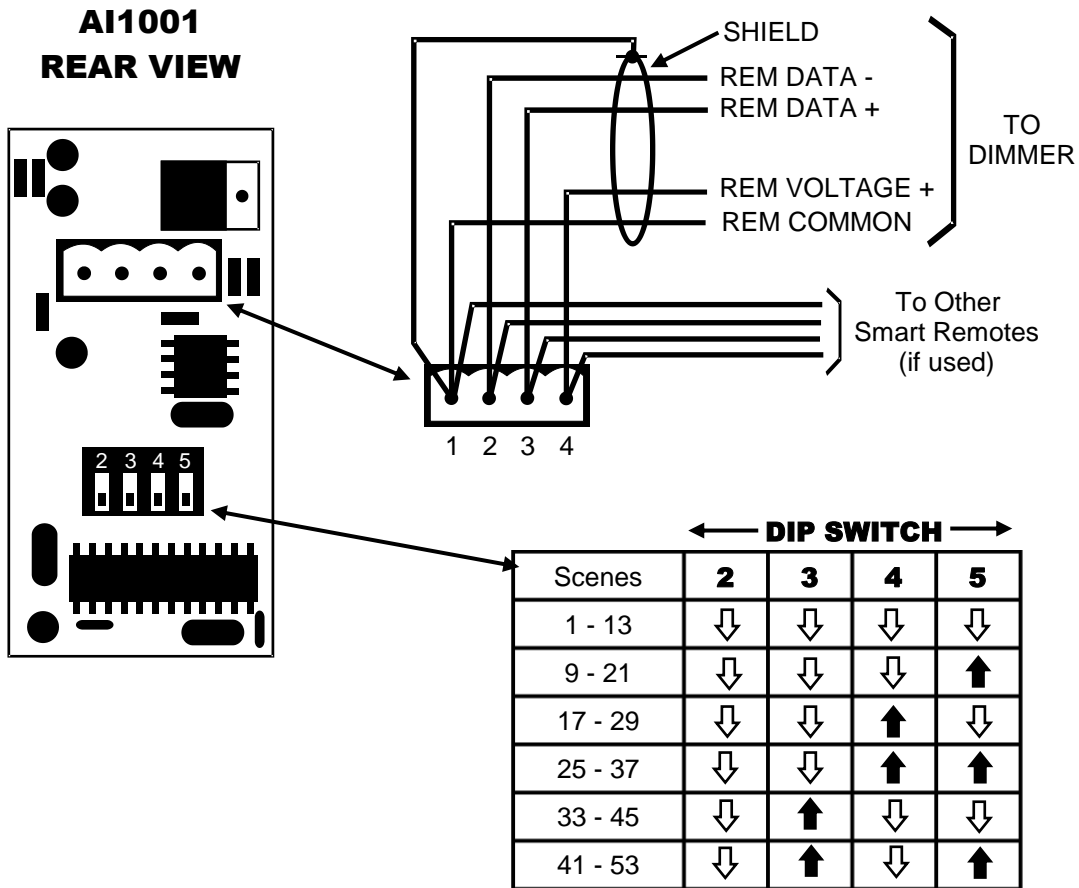 AI1001
REAR VIEW
SHIELD
REM DATA -
REM DATA +
REM VOLTAGE +
REM COMMON
TO
DIMMER
To Other
Smart Remotes
(if used)
1 2 3 4
2 3 4 5
DIP SWITCH
Scenes 2 3 4 5
1 - 13 ⇩ ⇩ ⇩ ⇩
9 - 21 ⇩ ⇩ ⇩ ⬆
17 - 29 ⇩ ⇩ ⬆ ⇩
25 - 37 ⇩ ⇩ ⬆ ⬆
33 - 45 ⇩ ⬆ ⇩ ⇩
41 - 53 ⇩ ⬆ ⇩ ⬆